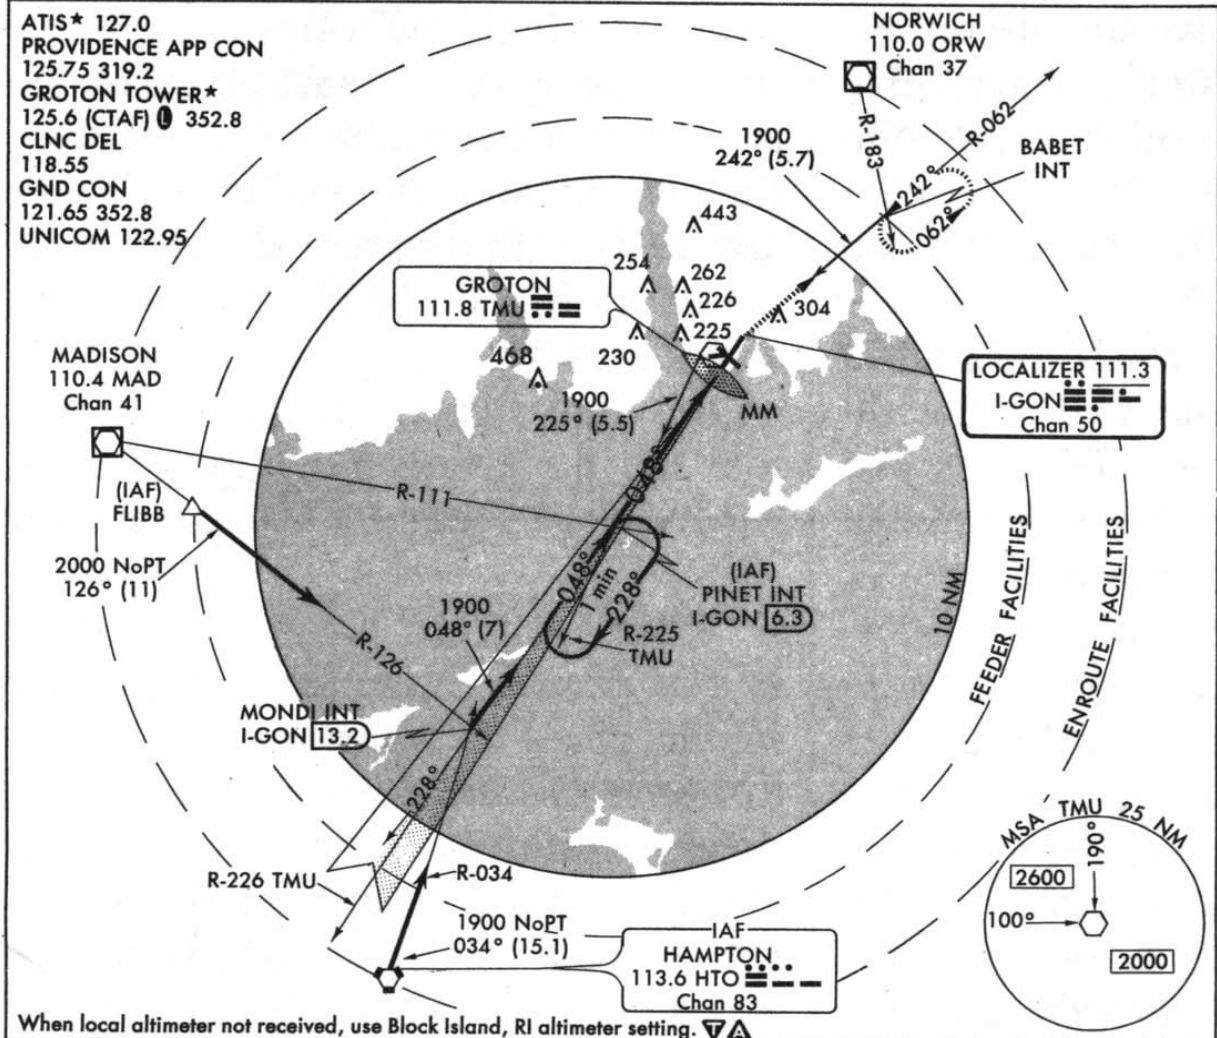 ATIS★ 127.0
PROVIDENCE APP CON
125.75 319.2
GROTON TOWER★
125.6 (CTAF) L 352.8
CLNC DEL
118.55
GND CON
121.65 352.8
UNICOM 122.95
NORWICH
110.0 ORW
Chan 37
R-183
R-062
BABET
INT
1900
242° (5.7)
242°
062°
443
254
262
226
225
230
304
468
GROTON
111.8 TMU
MADISON
110.4 MAD
Chan 41
LOCALIZER 111.3
I-GON
Chan 50
MM
1900
225° (5.5)
048°
R-111
(IAF)
FLIBB
2000 NoPT
126° (11)
R-126
048°
1 min
228°
(IAF)
PINET INT
I-GON 6.3
R-225
TMU
1900
048° (7)
MONDI INT
I-GON 13.2
228°
10 NM
FEEDER FACILITIES
ENROUTE FACILITIES
R-226 TMU
R-034
1900 NoPT
034° (15.1)
IAF
HAMPTON
113.6 HTO
Chan 83
MSA TMU 25 NM
190°
2600
100°
2000
When local altimeter not received, use Block Island, RI altimeter setting. T A